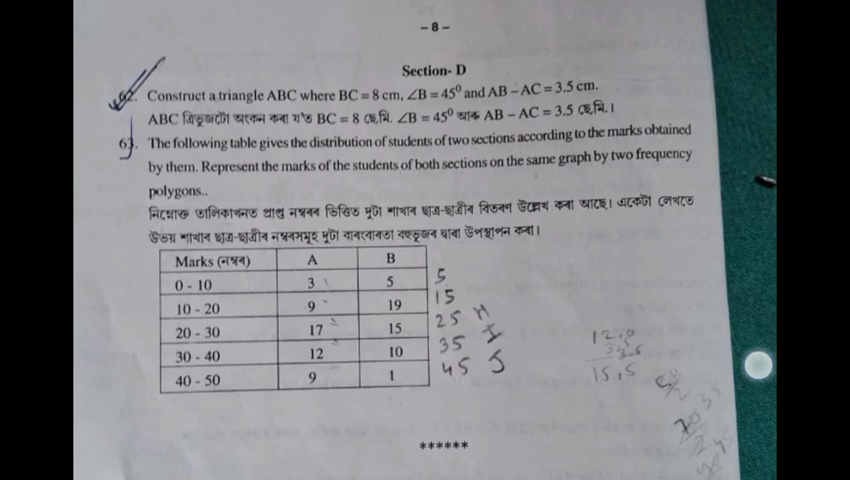 – 8 –
Section- D
62. Construct a triangle ABC where BC = 8 cm, ∠B = 45⁰ and AB – AC = 3.5 cm.
ABC ত্ৰিভূজটো অংকন কৰা য'ত BC = 8 ছে.মি. ∠B = 45⁰ আৰু AB – AC = 3.5 ছে.মি.।
63. The following table gives the distribution of students of two sections according to the marks obtained
by them. Represent the marks of the students of both sections on the same graph by two frequency
polygons..
নিম্নোক্ত তালিকাখনত প্ৰাপ্ত নম্বৰৰ ভিত্তিত দুটা শাখাৰ ছাত্ৰ-ছাত্ৰীৰ বিতৰণ উল্লেখ কৰা আছে। একেটা লেখতে
উভয় শাখাৰ ছাত্ৰ-ছাত্ৰীৰ নম্বৰসমূহ দুটা বাৰংবাৰতা বহুভূজৰ দ্বাৰা উপস্থাপন কৰা।
Marks (নম্বৰ) A B
0 - 10 3 5 5
10 - 20 9 19 15
20 - 30 17 15 25 H
30 - 40 12 10 35 I
40 - 50 9 1 45 J
12.0
15.5
******